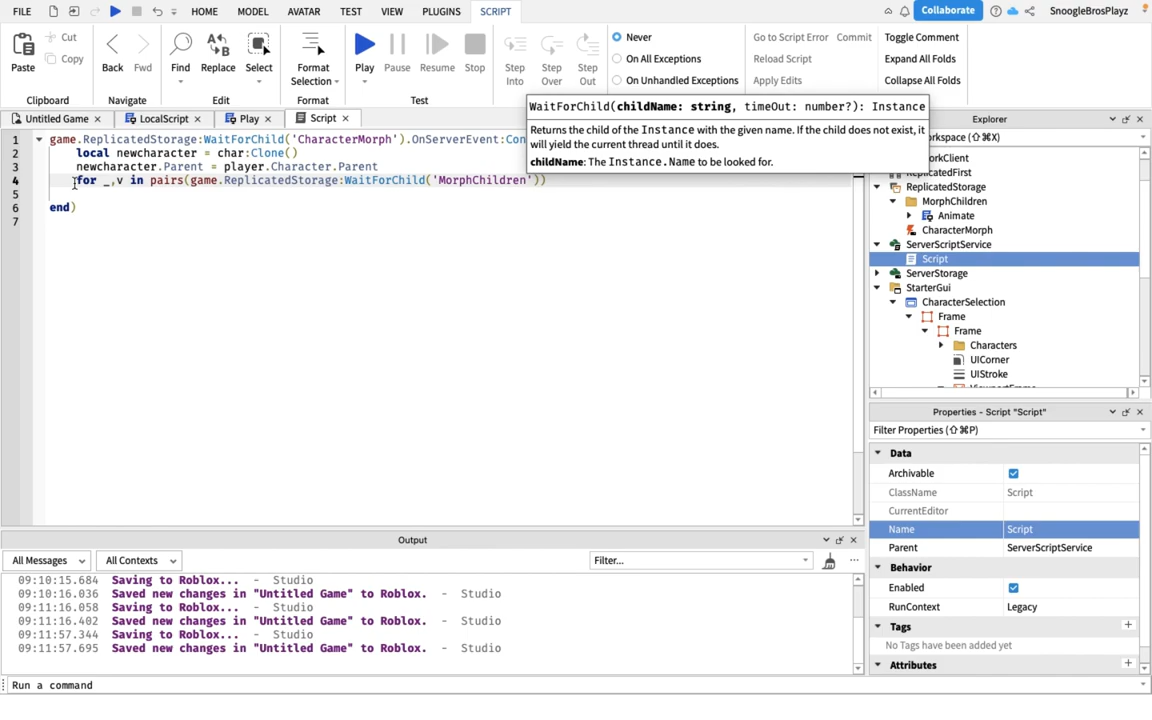 FILE HOME MODEL AVATAR TEST VIEW PLUGINS SCRIPT Collaborate SnoogleBrosPlayz
Paste
Cut
Copy
Clipboard
Back
Fwd
Navigate
Find
Replace
Select
Edit
Format
Selection
Format
Play
Pause
Resume
Stop
Test
Step
Into
Step
Over
Step
Out
Never
On All Exceptions
On Unhandled Exceptions
Go to Script Error
Commit
Reload Script
Apply Edits
Toggle Comment
Expand All Folds
Collapse All Folds
Untitled Game × LocalScript × Play × Script ×
WaitForChild(childName: string, timeOut: number?): Instance
Returns the child of the Instance with the given name. If the child does not exist, it
will yield the current thread until it does.
childName: The Instance.Name to be looked for.
1 game.ReplicatedStorage:WaitForChild('CharacterMorph').OnServerEvent:Con
2 local newcharacter = char:Clone()
3 newcharacter.Parent = player.Character.Parent
4 for _,v in pairs(game.ReplicatedStorage:WaitForChild('MorphChildren'))
5
6 end)
7
Explorer
orkspace (⇧⌘X)
orkClient
ReplicatedFirst
ReplicatedStorage
MorphChildren
Animate
CharacterMorph
ServerScriptService
Script
ServerStorage
StarterGui
CharacterSelection
Frame
Frame
Characters
UICorner
UIStroke
ViewportFrame
Properties - Script "Script"
Filter Properties (⇧⌘P)
Data
Archivable
ClassName Script
CurrentEditor
Name Script
Parent ServerScriptService
Behavior
Enabled
RunContext Legacy
Tags
No Tags have been added yet
Attributes
Output
All Messages All Contexts Filter...
09:10:15.684 Saving to Roblox... - Studio
09:10:16.036 Saved new changes in "Untitled Game" to Roblox. - Studio
09:11:16.058 Saving to Roblox... - Studio
09:11:16.402 Saved new changes in "Untitled Game" to Roblox. - Studio
09:11:57.344 Saving to Roblox... - Studio
09:11:57.695 Saved new changes in "Untitled Game" to Roblox. - Studio
Run a command